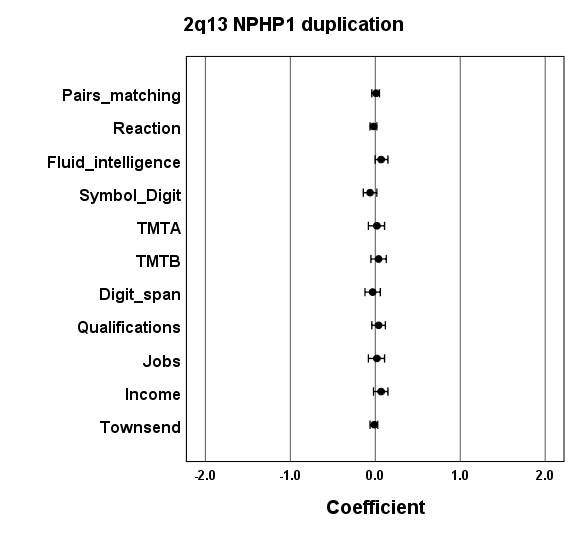 2q13 NPHP1 duplication
Pairs_matching
Reaction
Fluid_intelligence
Symbol_Digit
TMTA
TMTB
Digit_span
Qualifications
Jobs
Income
Townsend
-2.0 -1.0 0.0 1.0 2.0
Coefficient